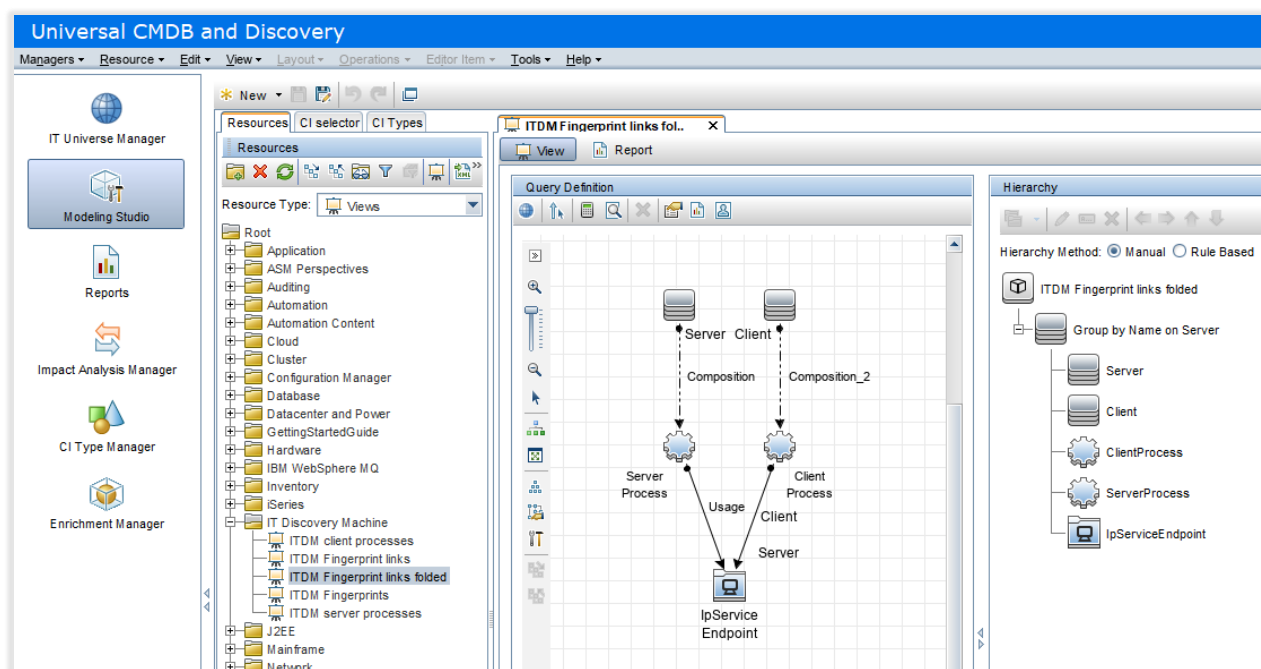 Universal CMDB and Discovery
Managers Resource Edit View Layout Operations Editor Item Tools Help
IT Universe Manager
Modeling Studio
Reports
Impact Analysis Manager
CI Type Manager
Enrichment Manager
New
Resources CI selector CI Types
Resources
XML
»
Resource Type: Views
Root
Application
ASM Perspectives
Auditing
Automation
Automation Content
Cloud
Cluster
Configuration Manager
Database
Datacenter and Power
GettingStartedGuide
Hardware
IBM WebSphere MQ
Inventory
iSeries
IT Discovery Machine
ITDM client processes
ITDM Fingerprint links
ITDM Fingerprint links folded
ITDM Fingerprints
ITDM server processes
J2EE
Mainframe
Network
ITDM Fingerprint links fol.. X
View Report
Query Definition
Server Client
Composition Composition_2
Server
Process
Client
Process
Usage
Client
Server
IpService
Endpoint
Hierarchy
Hierarchy Method: Manual Rule Based
ITDM Fingerprint links folded
Group by Name on Server
Server
Client
ClientProcess
ServerProcess
IpServiceEndpoint